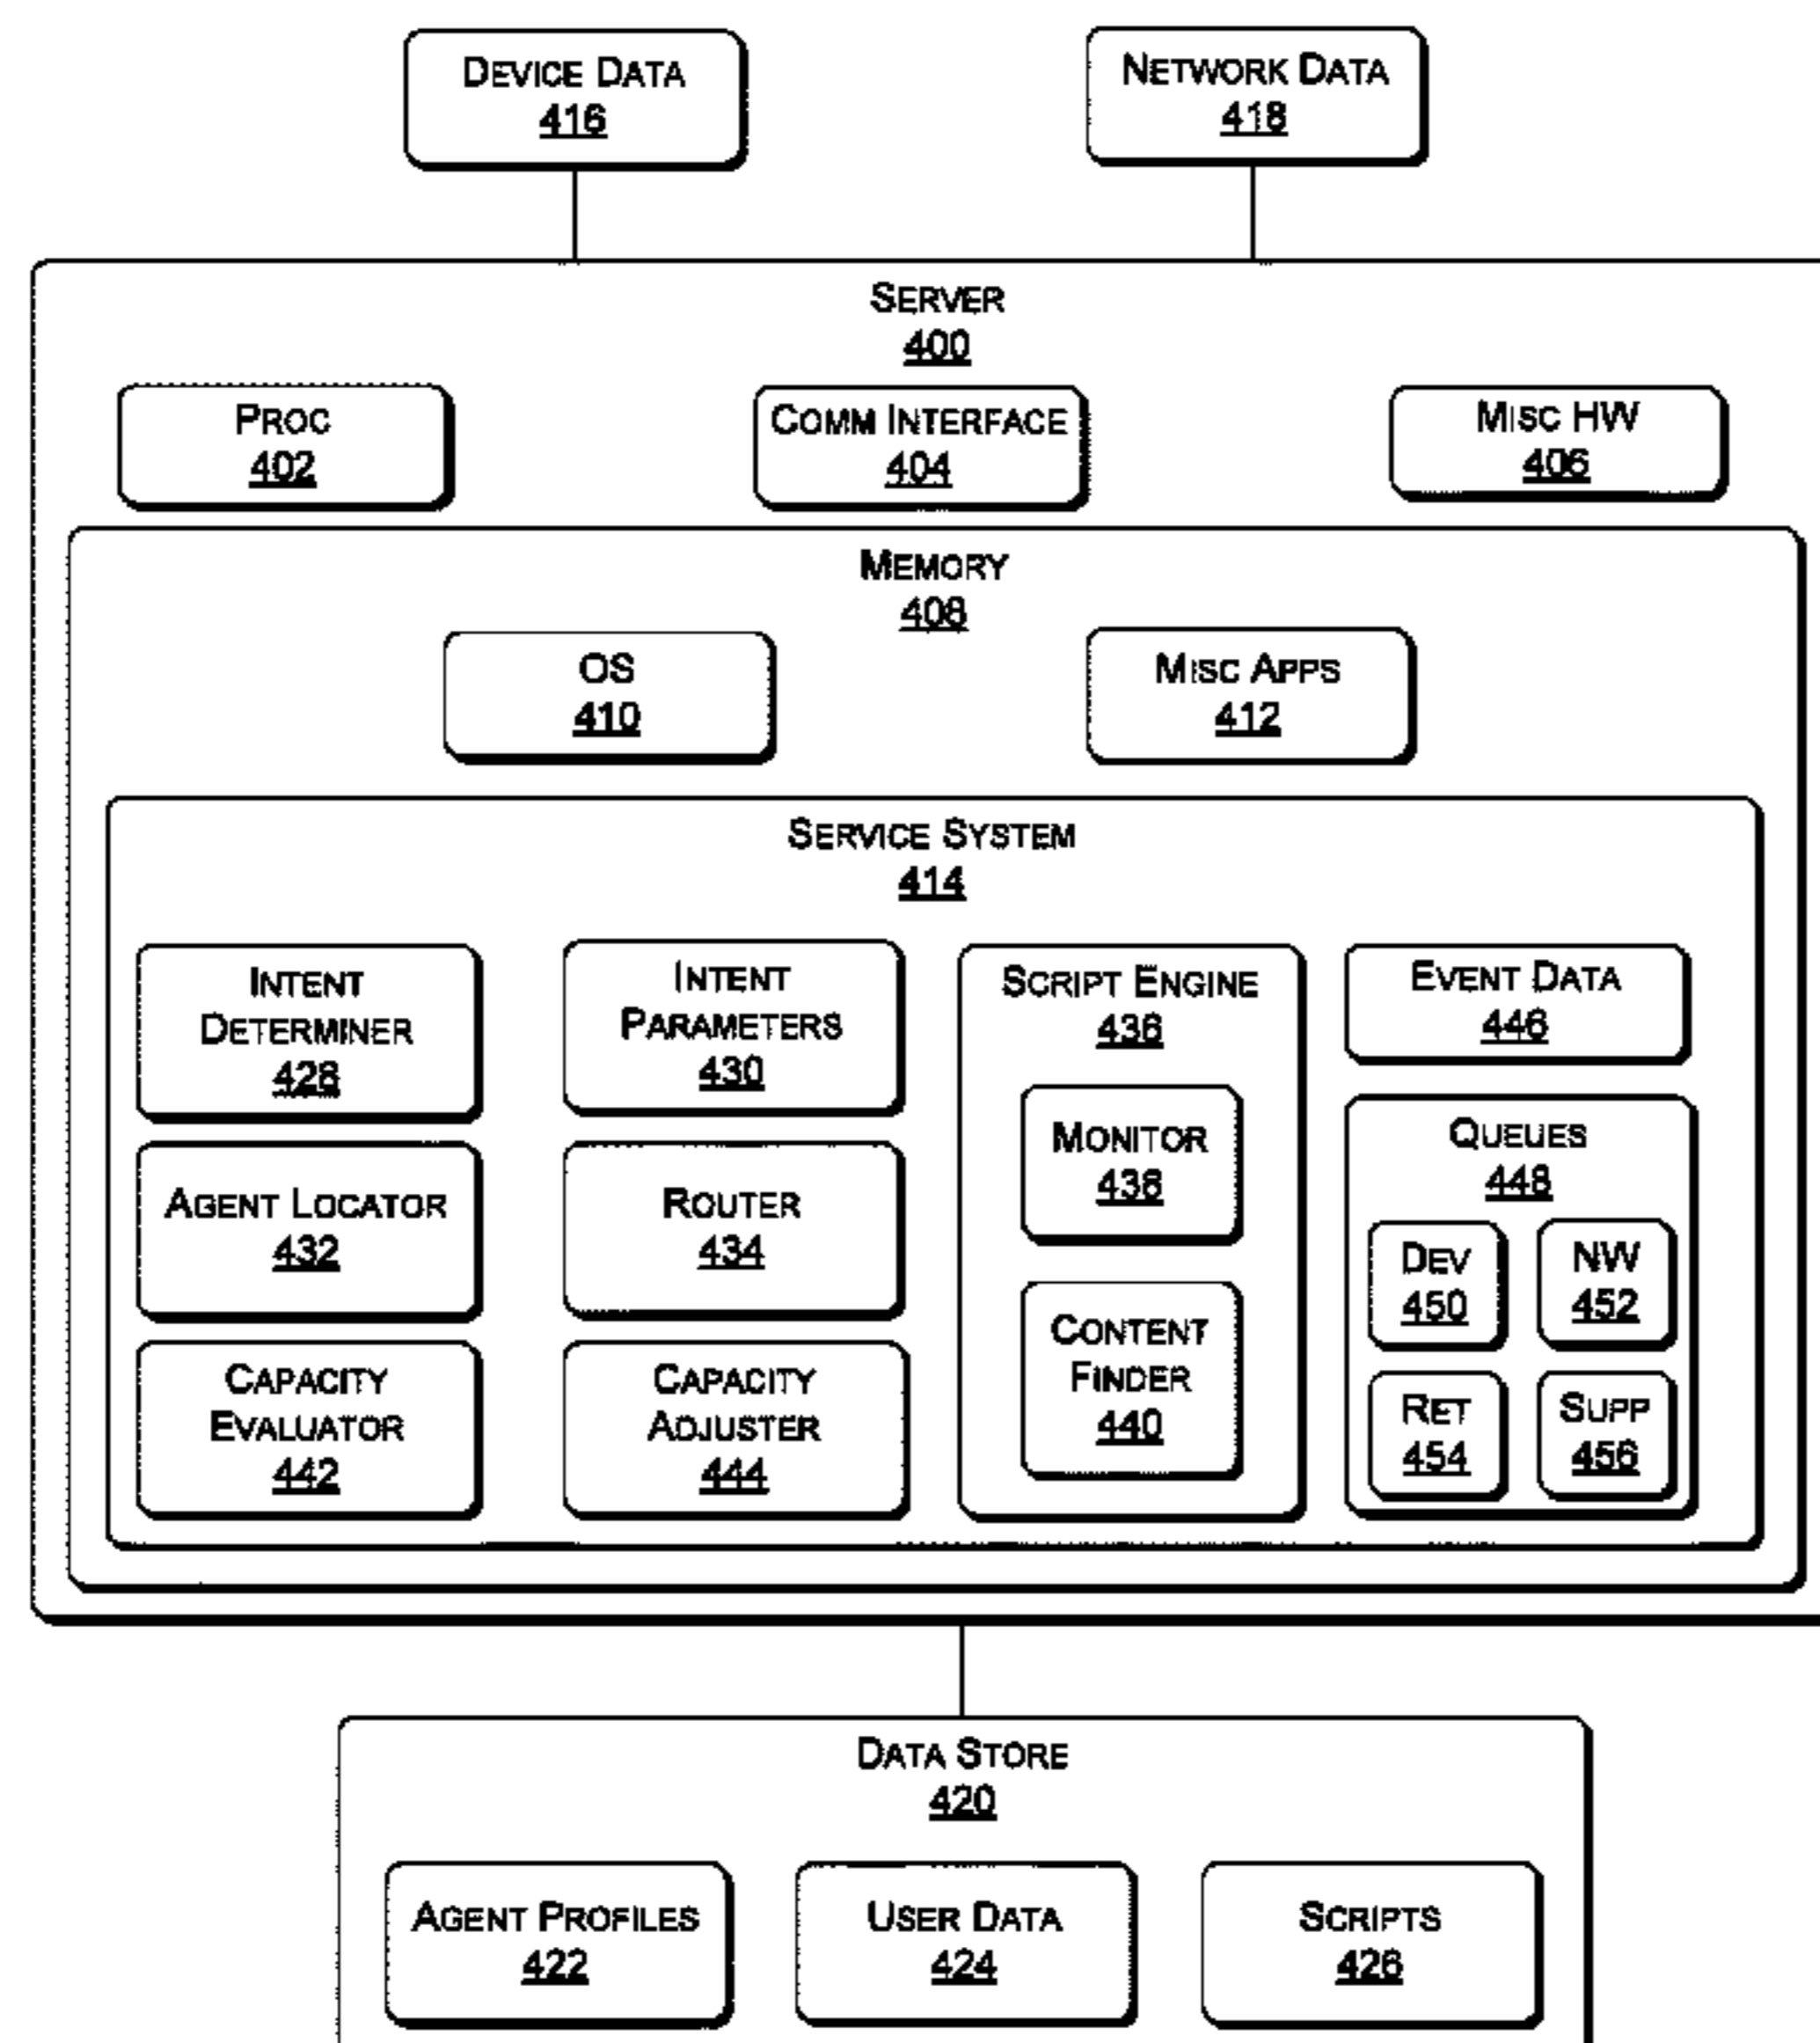 DEVICE DATA
416
NETWORK DATA
418
SERVER
400
PROC
402
COMM INTERFACE
404
MISC HW
406
MEMORY
408
OS
410
MISC APPS
412
SERVICE SYSTEM
414
INTENT
DETERMINER
428
INTENT
PARAMETERS
430
SCRIPT ENGINE
436
EVENT DATA
446
AGENT LOCATOR
432
ROUTER
434
MONITOR
438
QUEUES
448
DEV
450
NW
452
CAPACITY
EVALUATOR
442
CAPACITY
ADJUSTER
444
CONTENT
FINDER
440
RET
454
SUPP
456
DATA STORE
420
AGENT PROFILES
422
USER DATA
424
SCRIPTS
426